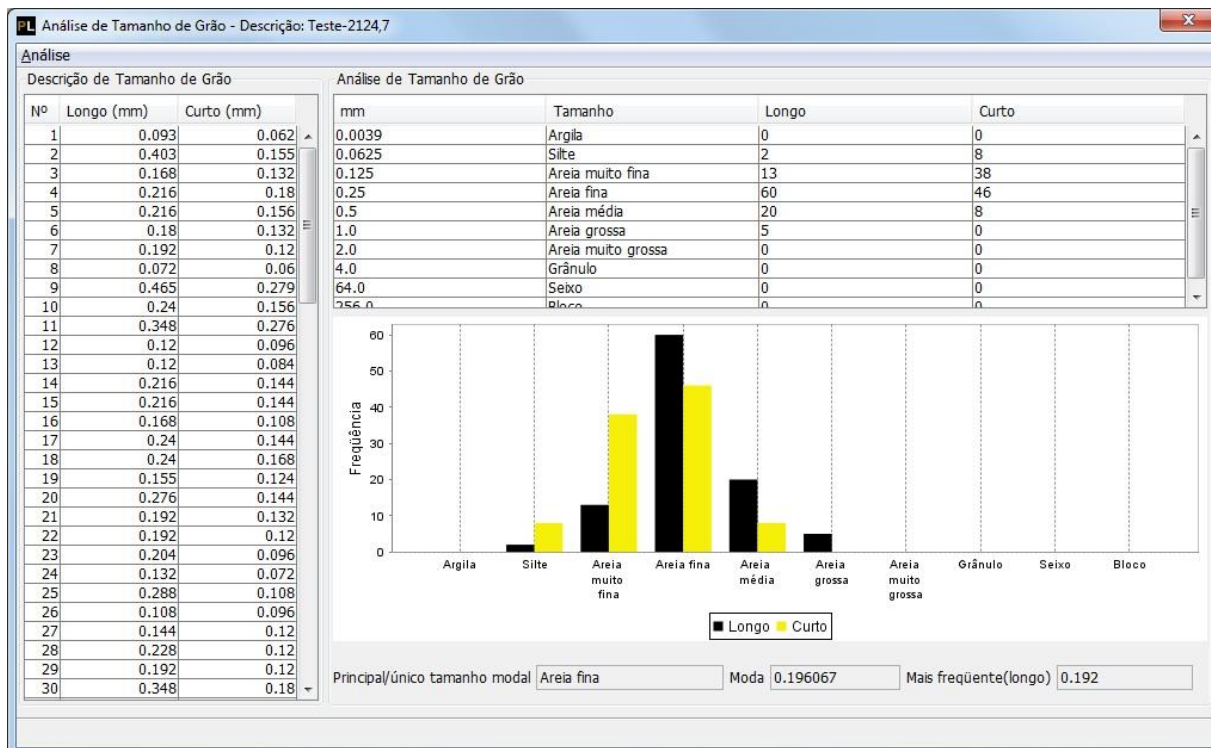 PL Análise de Tamanho de Grão - Descrição: Teste-2124,7
Análise
Descrição de Tamanho de Grão
Nº Longo (mm) Curto (mm)
1 0.093 0.062
2 0.403 0.155
3 0.168 0.132
4 0.216 0.18
5 0.216 0.156
6 0.18 0.132
7 0.192 0.12
8 0.072 0.06
9 0.465 0.279
10 0.24 0.156
11 0.348 0.276
12 0.12 0.096
13 0.12 0.084
14 0.216 0.144
15 0.216 0.144
16 0.168 0.108
17 0.24 0.144
18 0.24 0.168
19 0.155 0.124
20 0.276 0.144
21 0.192 0.132
22 0.192 0.12
23 0.204 0.096
24 0.132 0.072
25 0.288 0.108
26 0.108 0.096
27 0.144 0.12
28 0.228 0.12
29 0.192 0.12
30 0.348 0.18
Análise de Tamanho de Grão
mm Tamanho Longo Curto
0.0039 Argila 0 0
0.0625 Silte 2 8
0.125 Areia muito fina 13 38
0.25 Areia fina 60 46
0.5 Areia média 20 8
1.0 Areia grossa 5 0
2.0 Areia muito grossa 0 0
4.0 Grânulo 0 0
64.0 Seixo 0 0
256.0 Bloco 0 0
Freqüência
60
50
40
30
20
10
0
Argila Silte Areia muito fina Areia fina Areia média Areia grossa Areia muito grossa Grânulo Seixo Bloco
Longo Curto
Principal/único tamanho modal Areia fina Moda 0.196067 Mais freqüente(longo) 0.192